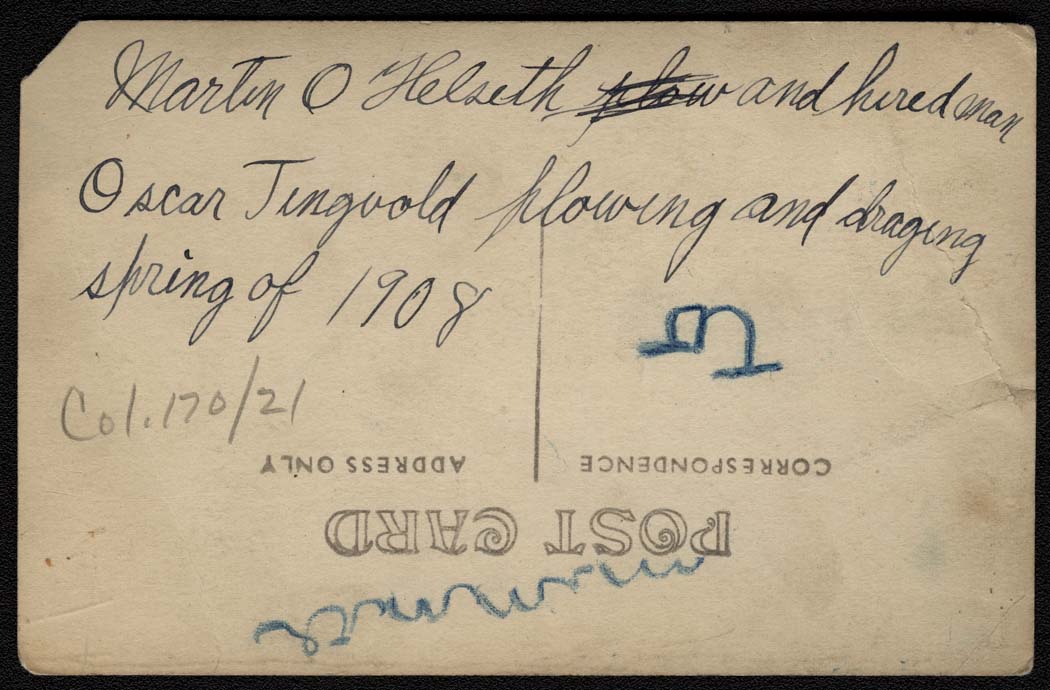 Martin O Helseth plow and hired man
Oscar Tingvold plowing and draging
spring of 1908
Col. 170/21
CORRESPONDENCE
ADDRESS ONLY
POST CARD